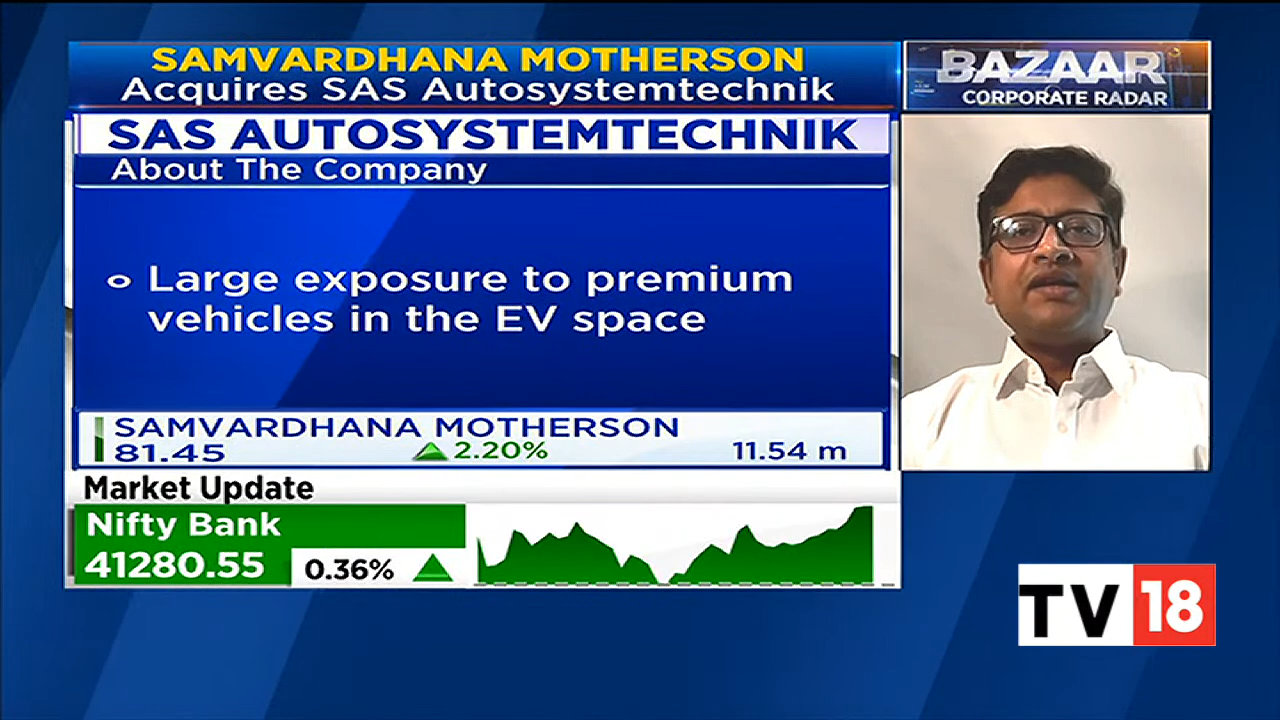 SAMVARDHANA MOTHERSON
Acquires SAS Autosystemtechnik
BAZAAR
CORPORATE RADAR
SAS AUTOSYSTEMTECHNIK
About The Company
Large exposure to premium
vehicles in the EV space
SAMVARDHANA MOTHERSON
81.45 2.20% 11.54 m
Market Update
Nifty Bank
41280.55 0.36%
TV18